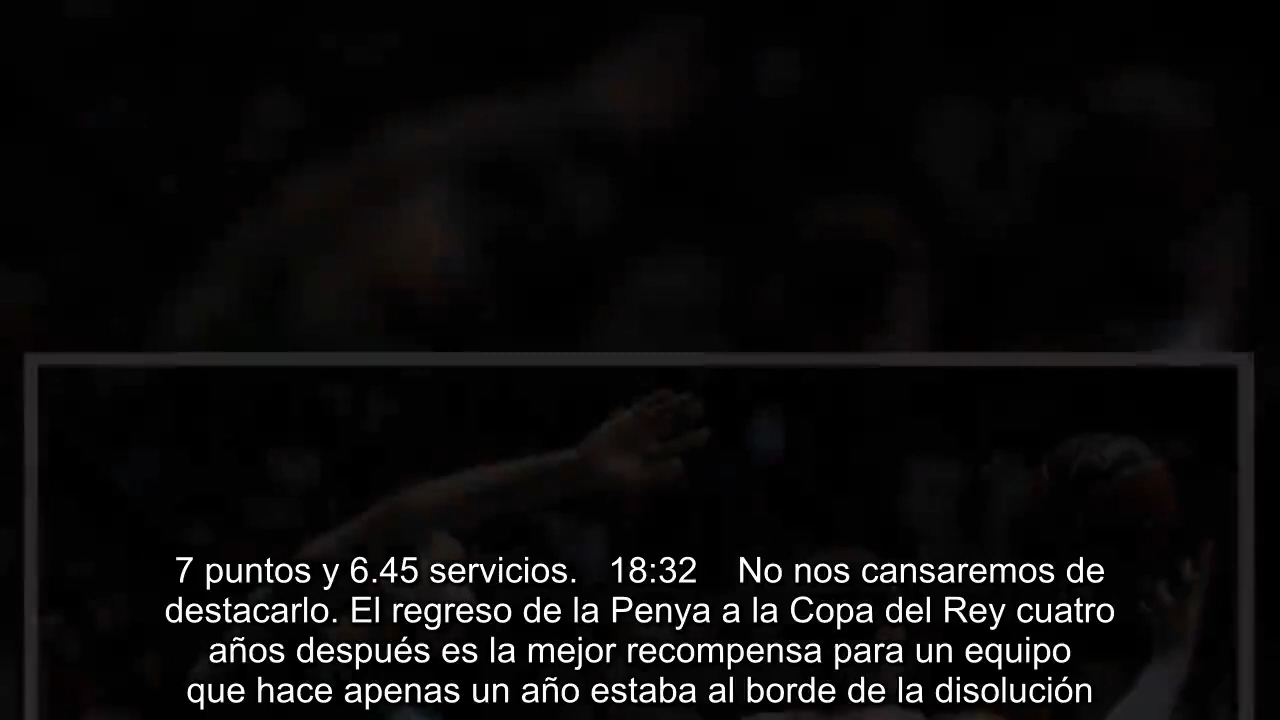 7 puntos y 6.45 servicios.   18:32    No nos cansaremos de
destacarlo. El regreso de la Penya a la Copa del Rey cuatro
años después es la mejor recompensa para un equipo
que hace apenas un año estaba al borde de la disolución